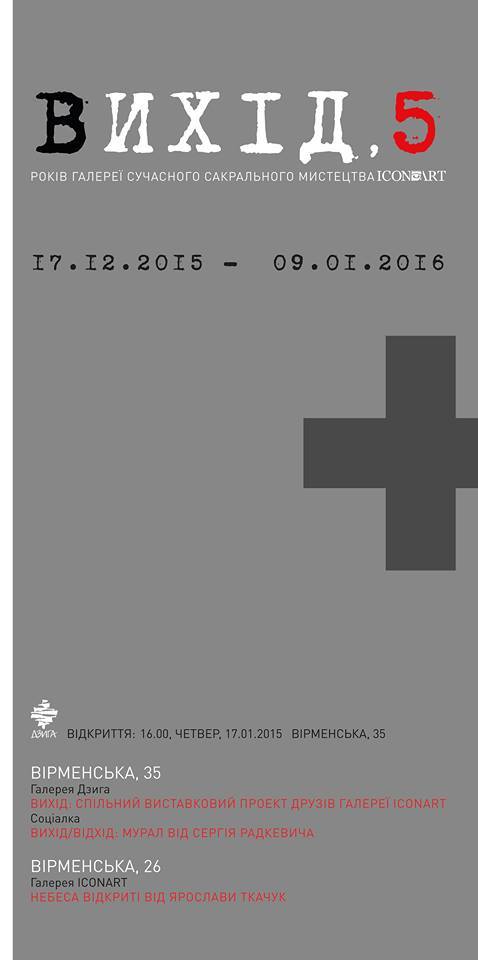 ВИХІД,5
РОКІВ ГАЛЕРЕЇ СУЧАСНОГО САКРАЛЬНОГО МИСТЕЦТВА ICONART
17.12.2015 – 09.01.2016
ДЗИГА ВІДКРИТТЯ: 16.00, ЧЕТВЕР, 17.01.2015 ВІРМЕНСЬКА, 35
ВІРМЕНСЬКА, 35
Галерея Дзига
ВИХІД: СПІЛЬНИЙ ВИСТАВКОВИЙ ПРОЕКТ ДРУЗІВ ГАЛЕРЕЇ ICONART
Соціалка
ВИХІД/ВІДХІД: МУРАЛ ВІД СЕРГІЯ РАДКЕВИЧА
ВІРМЕНСЬКА, 26
Галерея ICONART
НЕБЕСА ВІДКРИТІ ВІД ЯРОСЛАВИ ТКАЧУК